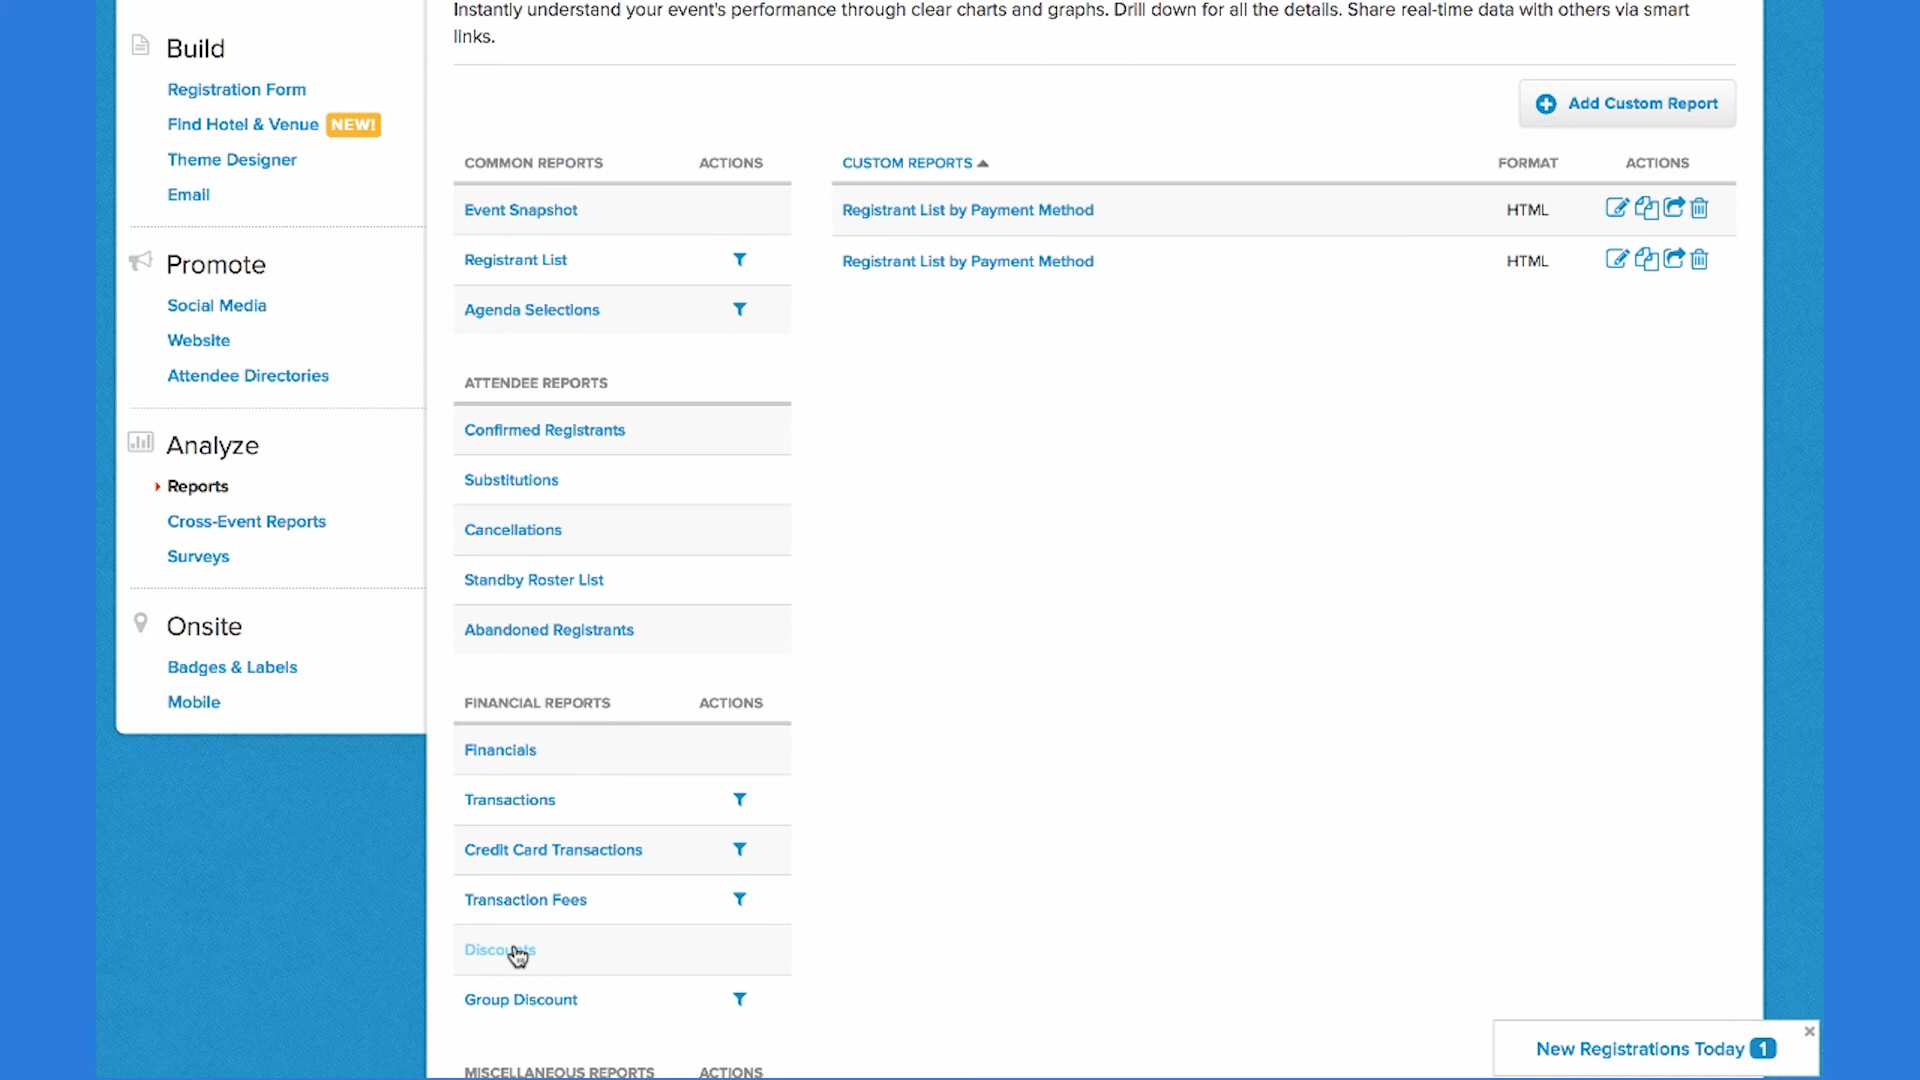 Instantly understand your event's performance through clear charts and graphs. Drill down for all the details. Share real-time data with others via smart
links.
Build
Registration Form
Find Hotel & Venue NEW!
Theme Designer
Email
Promote
Social Media
Website
Attendee Directories
Analyze
Reports
Cross-Event Reports
Surveys
Onsite
Badges & Labels
Mobile
Add Custom Report
COMMON REPORTS ACTIONS
Event Snapshot
Registrant List
Agenda Selections
ATTENDEE REPORTS
Confirmed Registrants
Substitutions
Cancellations
Standby Roster List
Abandoned Registrants
FINANCIAL REPORTS ACTIONS
Financials
Transactions
Credit Card Transactions
Transaction Fees
Discounts
Group Discount
MISCELLANEOUS REPORTS ACTIONS
CUSTOM REPORTS FORMAT ACTIONS
Registrant List by Payment Method HTML
Registrant List by Payment Method HTML
New Registrations Today 1